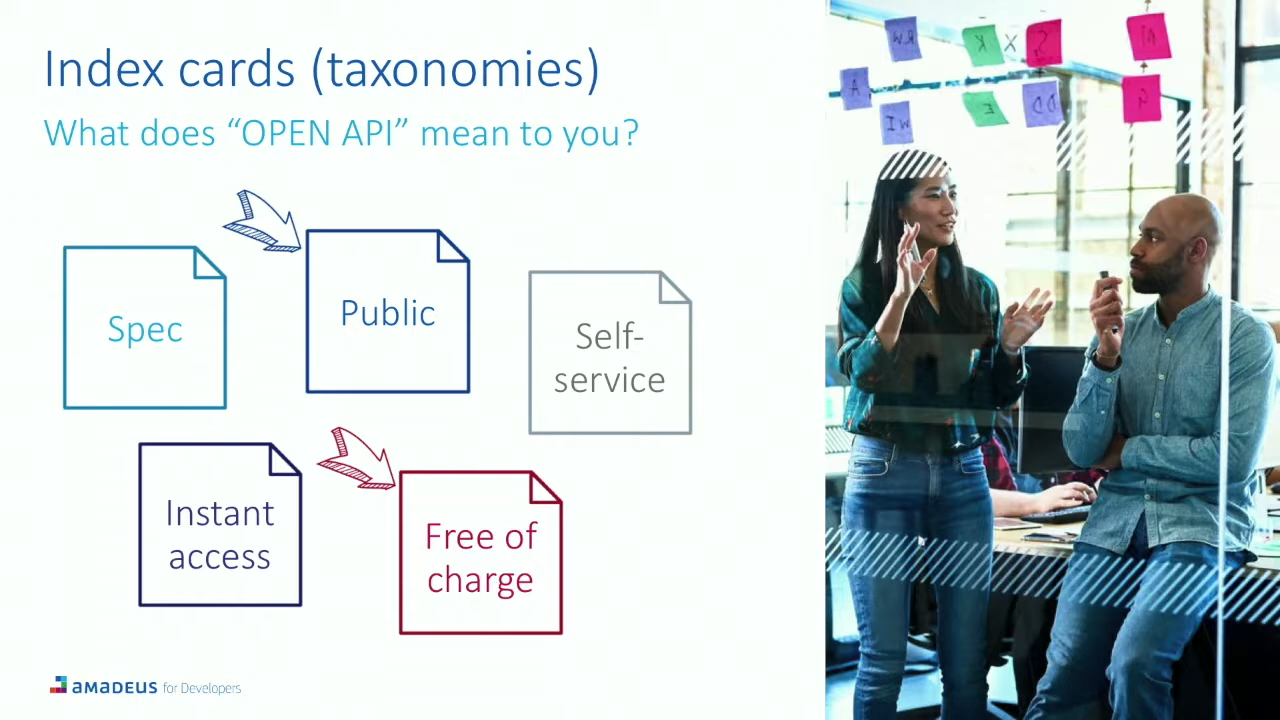 Index cards (taxonomies)
What does “OPEN API” mean to you?
Spec
Public
Self-
service
Instant
access
Free of
charge
amadeus for Developers